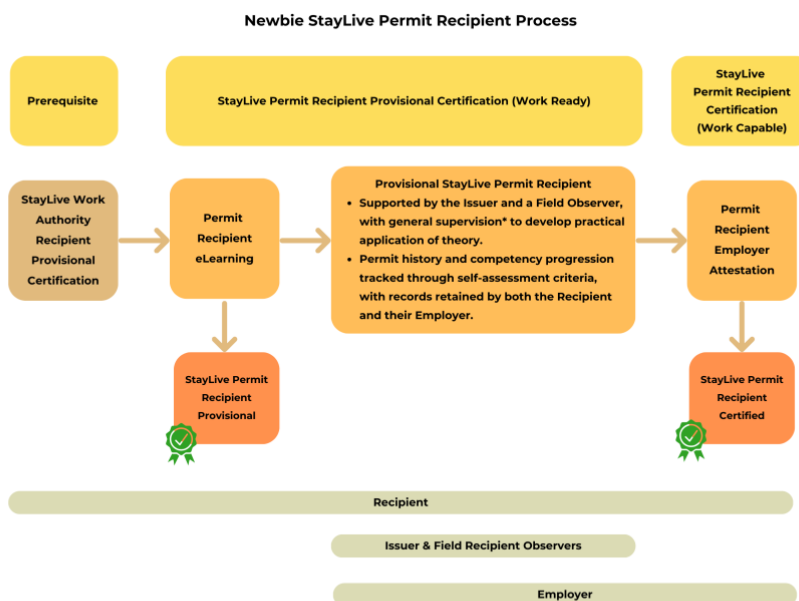 Newbie StayLive Permit Recipient Process
Prerequisite
StayLive Permit Recipient Provisional Certification (Work Ready)
StayLive
Permit Recipient
Certification
(Work Capable)
StayLive Work
Authority
Recipient
Provisional
Certification
Permit
Recipient
eLearning
Provisional StayLive Permit Recipient
• Supported by the Issuer and a Field Observer,
with general supervision* to develop practical
application of theory.
• Permit history and competency progression
tracked through self-assessment criteria,
with records retained by both the Recipient
and their Employer.
Permit
Recipient
Employer
Attestation
StayLive Permit
Recipient
Provisional
StayLive Permit
Recipient
Certified
Recipient
Issuer & Field Recipient Observers
Employer